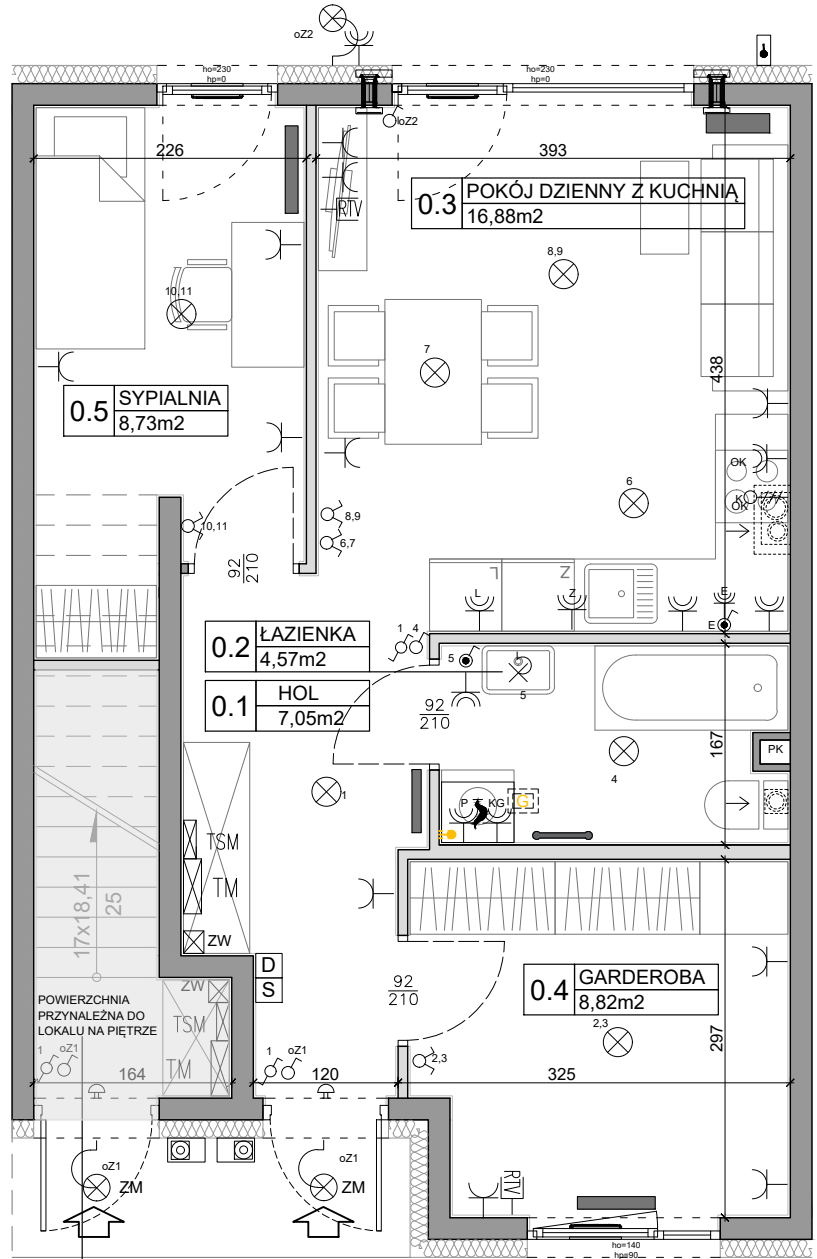 oZ2
ho=230
hp=0
ho=230
hp=0
oZ2
226
393
RTV
0.3 POKÓJ DZIENNY Z KUCHNIĄ
16,88m2
8,9
10,11
7
438
0.5 SYPIALNIA
8,73m2
OK
K
OK
6
10,11
8,9
6,7
92
210
Z
L
Z
E
E
0.2 ŁAZIENKA
4,57m2
1 4
5
5
0.1 HOL
7,05m2
92
210
167
PK
4
1
P
KG
G
TSM
TM
ZW
17x18,41
25
D
S
92
210
0.4 GARDEROBA
8,82m2
2,3
297
POWIERZCHNIA
PRZYNALEŻNA DO
LOKALU NA PIĘTRZE
ZW
TSM
TM
1 oZ1
164
1 oZ1
120
2,3
325
oZ1
ZM
oZ1
ZM
RTV
ho=140
hp=90